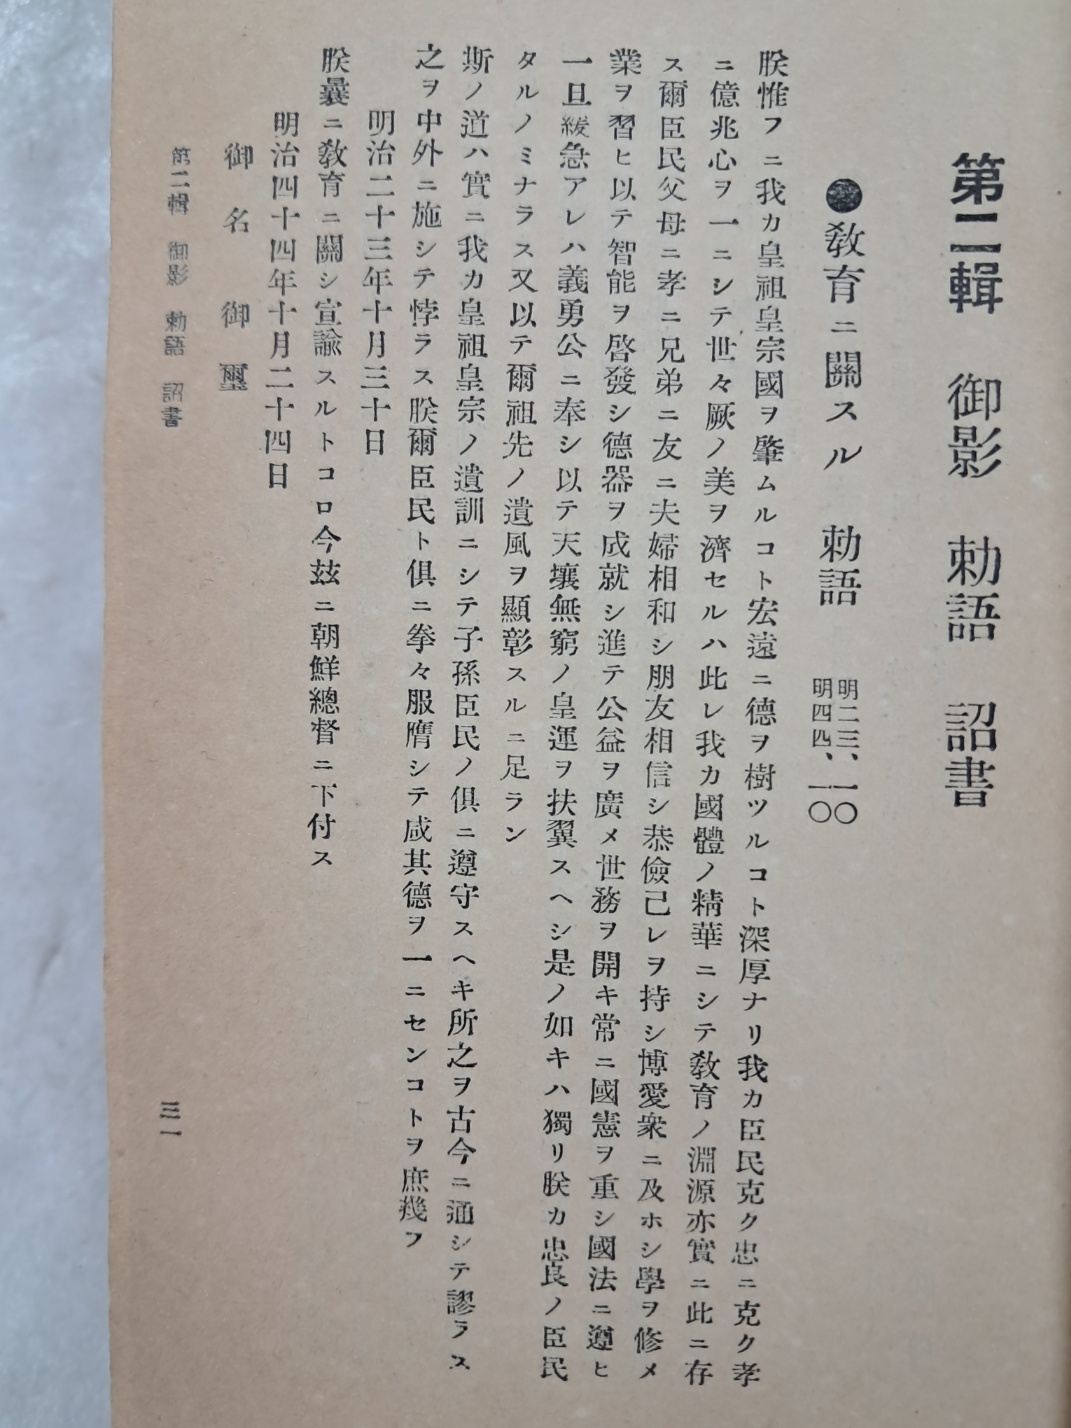 第二輯　御影　勅語　詔書
●教育ニ關スル　勅語　明二三、一〇
明四四、一〇
朕惟フニ我カ皇祖皇宗國ヲ肇ムルコト宏遠ニ德ヲ樹ツルコト深厚ナリ我カ臣民克ク忠ニ克ク孝
ニ億兆心ヲ一ニシテ世々厥ノ美ヲ濟セルハ此レ我カ國體ノ精華ニシテ敎育ノ淵源亦實ニ此ニ存
ス爾臣民父母ニ孝ニ兄弟ニ友ニ夫婦相和シ朋友相信シ恭儉己レヲ持シ博愛衆ニ及ホシ學ヲ修メ
業ヲ習ヒ以テ智能ヲ啓發シ德器ヲ成就シ進テ公益ヲ廣メ世務ヲ開キ常ニ國憲ヲ重シ國法ニ遵ヒ
一旦緩急アレハ義勇公ニ奉シ以テ天壤無窮ノ皇運ヲ扶翼スヘシ是ノ如キハ獨リ朕カ忠良ノ臣民
タルノミナラス又以テ爾祖先ノ遺風ヲ顯彰スルニ足ラン
斯ノ道ハ實ニ我カ皇祖皇宗ノ遺訓ニシテ子孫臣民ノ俱ニ遵守スヘキ所之ヲ古今ニ通シテ謬ラス
之ヲ中外ニ施シテ悖ラス朕爾臣民ト俱ニ拳々服膺シテ咸其德ヲ一ニセンコトヲ庶幾フ
明治二十三年十月三十日
朕曩ニ敎育ニ關シ宣諭スルトコロ今玆ニ朝鮮總督ニ下付ス
明治四十四年十月二十四日
御名御璽
第二輯　御影　勅語　詔書
三一